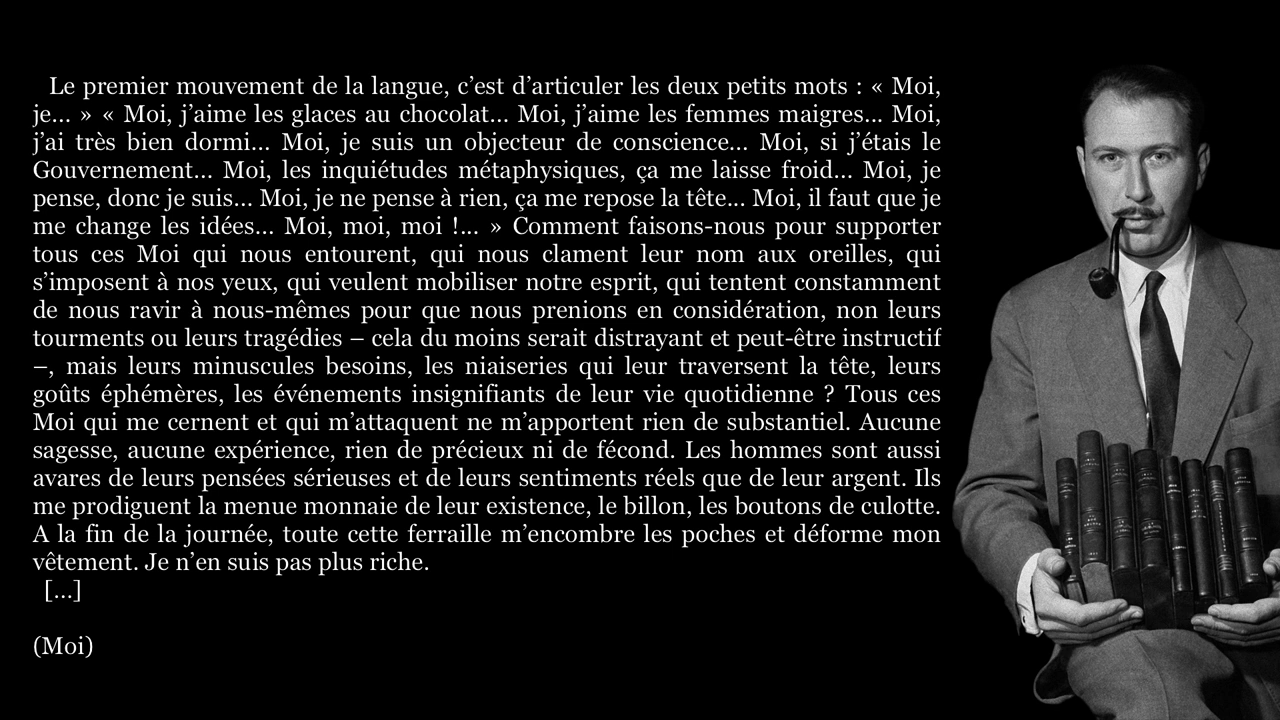 Le premier mouvement de la langue, c’est d’articuler les deux petits mots : « Moi,
je... » « Moi, j’aime les glaces au chocolat... Moi, j’aime les femmes maigres... Moi,
j’ai très bien dormi... Moi, je suis un objecteur de conscience... Moi, si j’étais le
Gouvernement... Moi, les inquiétudes métaphysiques, ça me laisse froid... Moi, je
pense, donc je suis... Moi, je ne pense à rien, ça me repose la tête... Moi, il faut que je
me change les idées... Moi, moi, moi !... » Comment faisons-nous pour supporter
tous ces Moi qui nous entourent, qui nous clament leur nom aux oreilles, qui
s’imposent à nos yeux, qui veulent mobiliser notre esprit, qui tentent constamment
de nous ravir à nous-mêmes pour que nous prenions en considération, non leurs
tourments ou leurs tragédies – cela du moins serait distrayant et peut-être instructif
–, mais leurs minuscules besoins, les niaiseries qui leur traversent la tête, leurs
goûts éphémères, les événements insignifiants de leur vie quotidienne ? Tous ces
Moi qui me cernent et qui m’attaquent ne m’apportent rien de substantiel. Aucune
sagesse, aucune expérience, rien de précieux ni de fécond. Les hommes sont aussi
avares de leurs pensées sérieuses et de leurs sentiments réels que de leur argent. Ils
me prodiguent la menue monnaie de leur existence, le billon, les boutons de culotte.
A la fin de la journée, toute cette ferraille m’encombre les poches et déforme mon
vêtement. Je n’en suis pas plus riche.
[...]
(Moi)